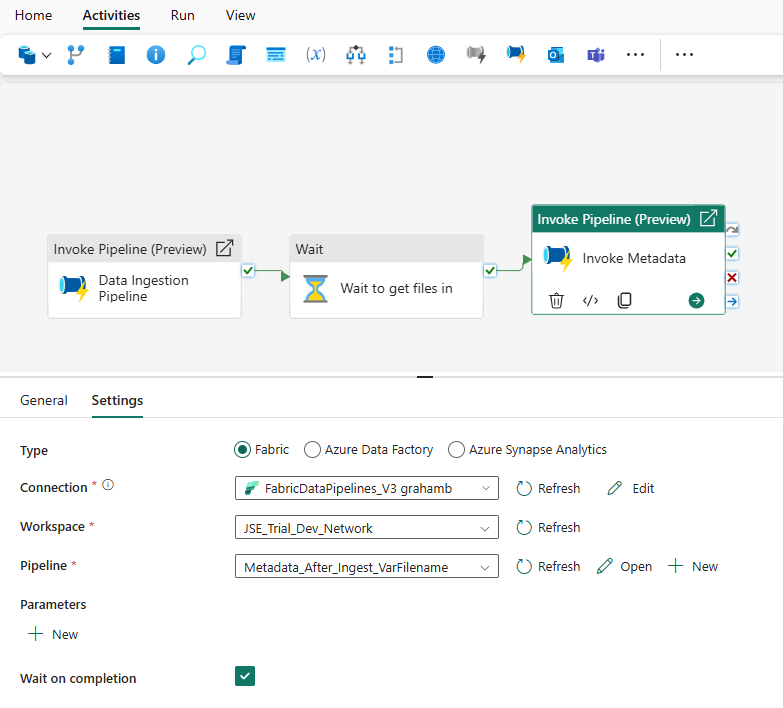 Home Activities Run View
(x)
Invoke Pipeline (Preview)
Data Ingestion
Pipeline
Wait
Wait to get files in
Invoke Pipeline (Preview)
Invoke Metadata
</>
General Settings
Type Fabric Azure Data Factory Azure Synapse Analytics
Connection * FabricDataPipelines_V3 grahamb Refresh Edit
Workspace * JSE_Trial_Dev_Network Refresh
Pipeline * Metadata_After_Ingest_VarFilename Refresh Open New
Parameters
New
Wait on completion